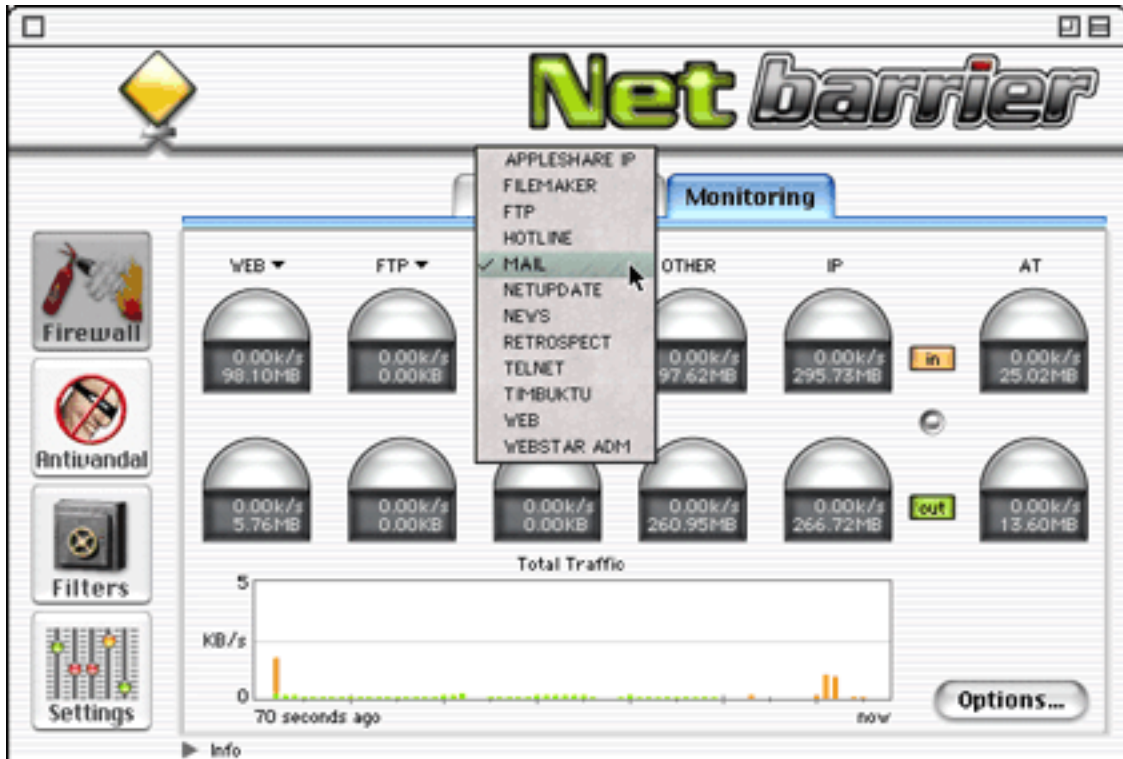 Net barrier
APPLESHARE IP
FILEMAKER
FTP
HOTLINE
✓ MAIL
NETUPDATE
NEWS
RETROSPECT
TELNET
TIMBUKTU
WEB
WEBSTAR ADM
Monitoring
WEB ▼ FTP ▼ OTHER IP AT
Firewall
0.00k/s 0.00k/s 0.00k/s 0.00k/s in 0.00k/s
98.10MB 0.00KB 97.62MB 295.73MB 25.02MB
Antivandal
0.00k/s 0.00k/s 0.00k/s 0.00k/s 0.00k/s out 0.00k/s
5.76MB 0.00KB 0.00KB 260.95MB 266.72MB 13.60MB
Filters
Total Traffic
5
KB/s
0
70 seconds ago now
Settings
Options...
Info